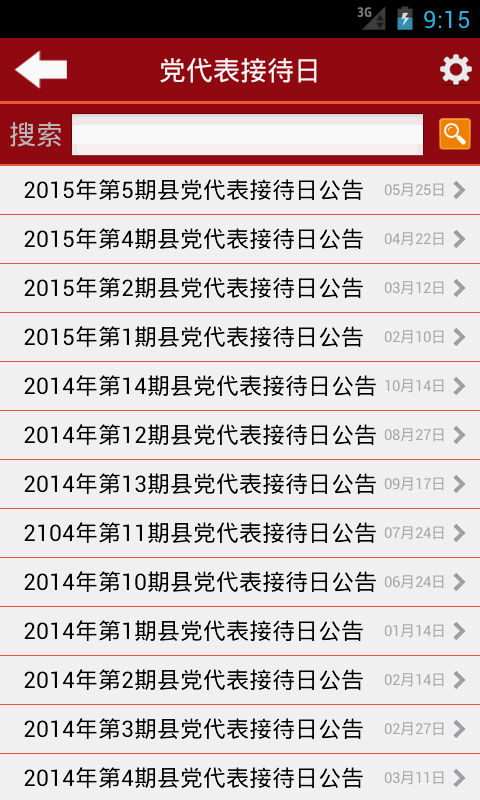 3G 9:15
党代表接待日
搜索
2015年第5期县党代表接待日公告 05月25日
2015年第4期县党代表接待日公告 04月22日
2015年第2期县党代表接待日公告 03月12日
2015年第1期县党代表接待日公告 02月10日
2014年第14期县党代表接待日公告 10月14日
2014年第12期县党代表接待日公告 08月27日
2014年第13期县党代表接待日公告 09月17日
2104年第11期县党代表接待日公告 07月24日
2014年第10期县党代表接待日公告 06月24日
2014年第1期县党代表接待日公告 01月14日
2014年第2期县党代表接待日公告 02月14日
2014年第3期县党代表接待日公告 02月27日
2014年第4期县党代表接待日公告 03月11日